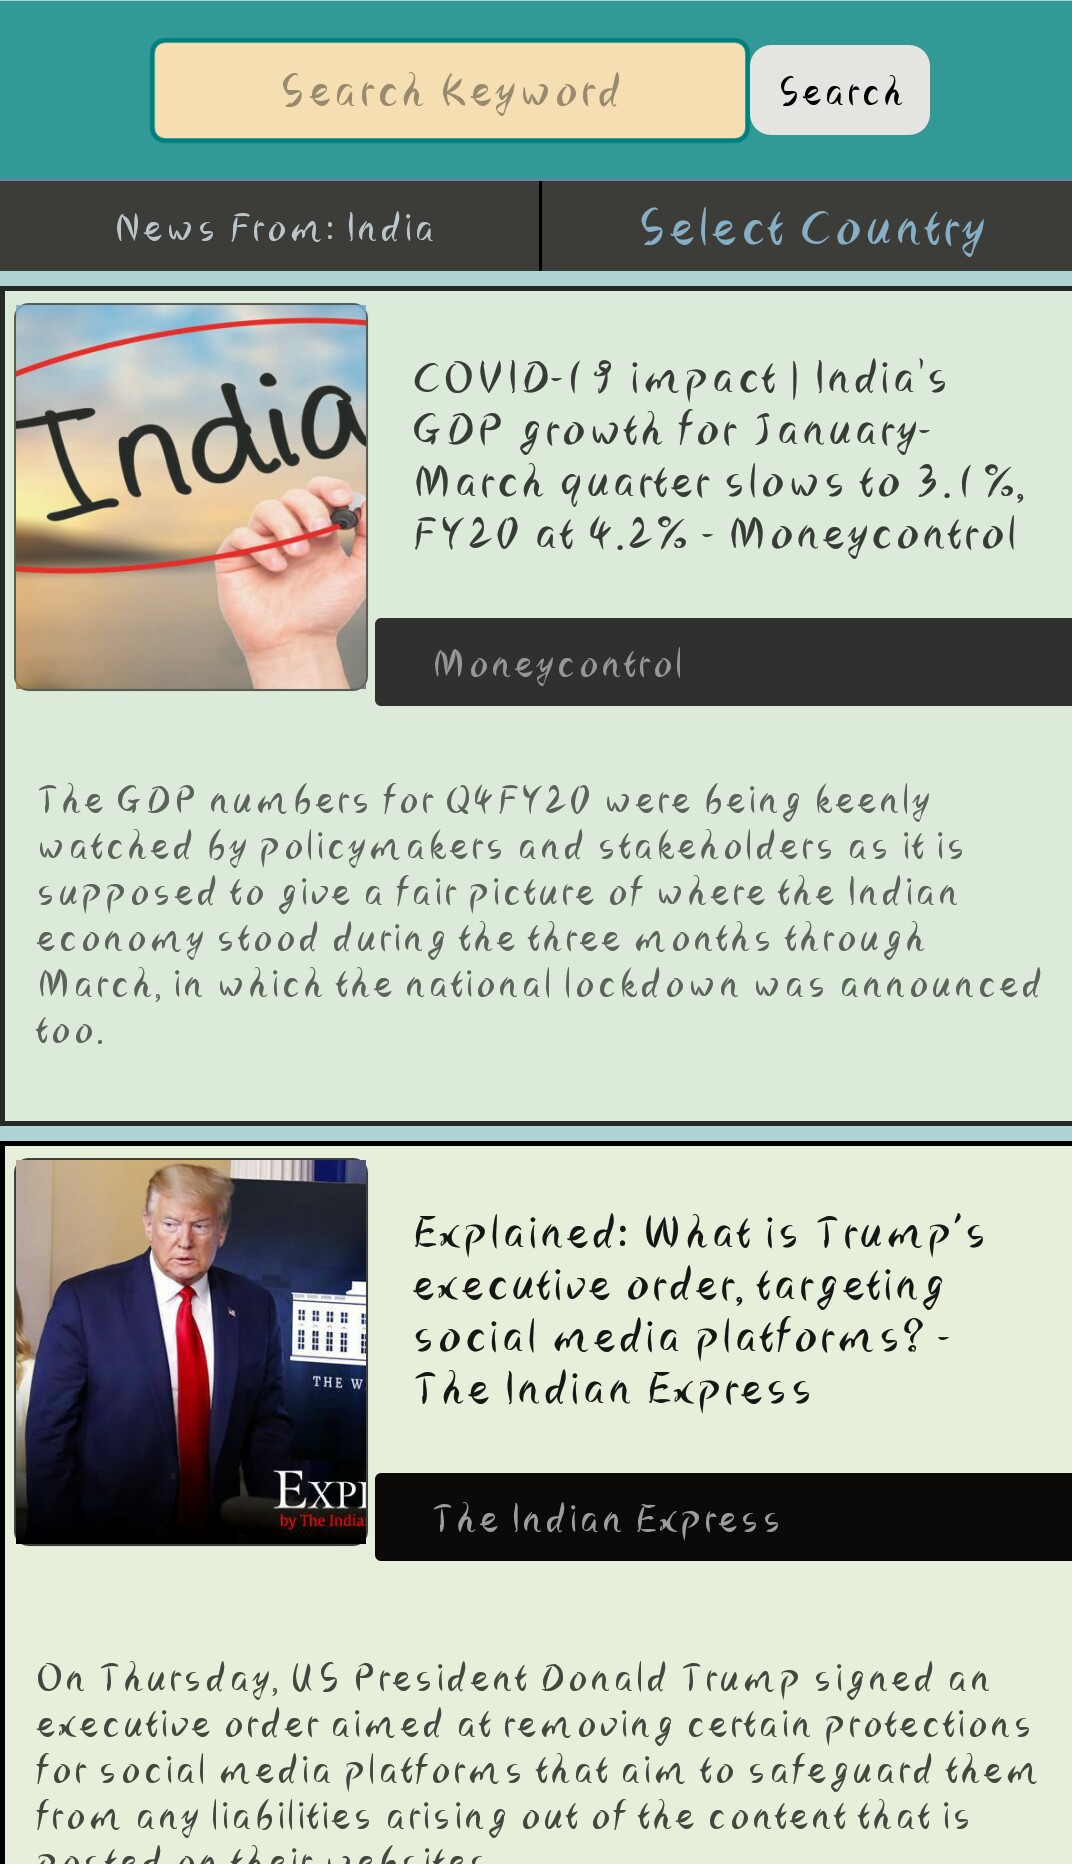 Search Keyword
Search
News From: India
Select Country
India
COVID-19 impact | India's
GDP growth for January-
March quarter slows to 3.1%,
FY20 at 4.2% - Moneycontrol
Moneycontrol
The GDP numbers for Q4FY20 were being keenly
watched by policymakers and stakeholders as it is
supposed to give a fair picture of where the Indian
economy stood during the three months through
March, in which the national lockdown was announced
too.
THE W
EXPL
by The India
Explained: What is Trump's
executive order, targeting
social media platforms? -
The Indian Express
The Indian Express
On Thursday, US President Donald Trump signed an
executive order aimed at removing certain protections
for social media platforms that aim to safeguard them
from any liabilities arising out of the content that is
posted on their websites